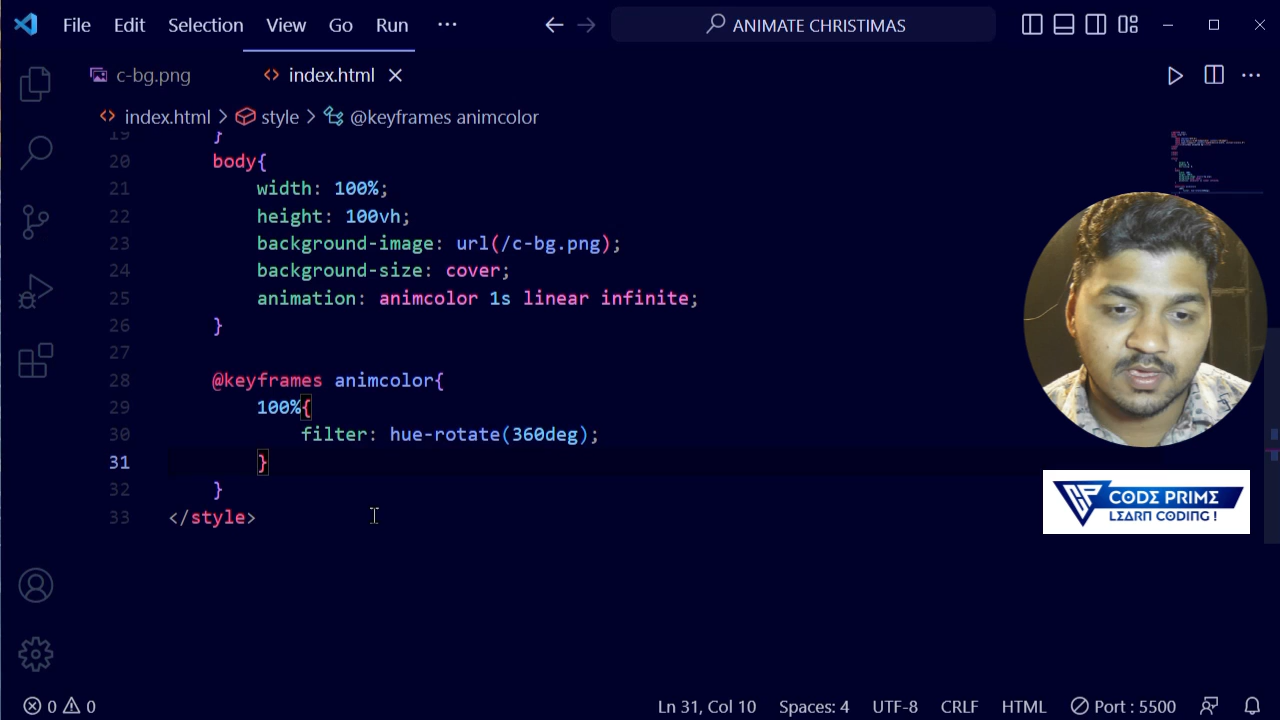 File Edit Selection View Go Run ··· ANIMATE CHRISTIMAS
c-bg.png index.html
index.html > style > @keyframes animcolor
19 }
20 body{
21 width: 100%;
22 height: 100vh;
23 background-image: url(/c-bg.png);
24 background-size: cover;
25 animation: animcolor 1s linear infinite;
26 }
27
28 @keyframes animcolor{
29 100%{
30 filter: hue-rotate(360deg);
31 }
32 }
33 </style>
CODE PRIME
LEARN CODING !
0 0 Ln 31, Col 10 Spaces: 4 UTF-8 CRLF HTML Port : 5500